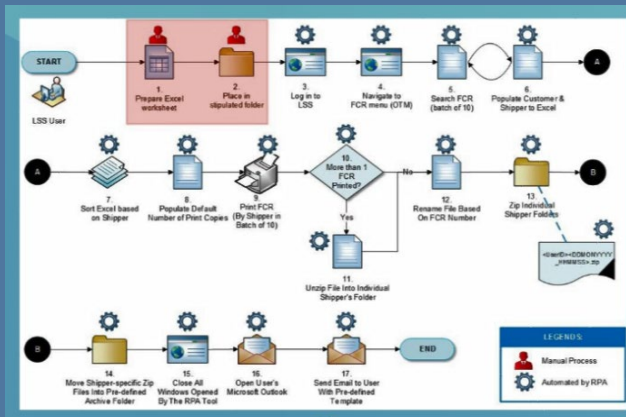 START
LSS User
1.
Prepare Excel
worksheet
2.
Place in
stipulated folder
3.
Log in to
LSS
4.
Navigate to
FCR menu (OTM)
5.
Search FCR
(batch of 10)
6.
Populate Customer &
Shipper to Excel
A
A
7.
Sort Excel based
on Shipper
8.
Populate Default
Number of Print Copies
9.
Print FCR
(By Shipper in
Batch of 10)
10.
More than 1
FCR
Printed?
No
Yes
11.
Unzip File Into Individual
Shipper's Folder
12.
Rename File Based
On FCR Number
13.
Zip Individual
Shipper Folders
B
B
14.
Move Shipper-specific Zip
Files Into Pre-defined
Archive Folder
15.
Close All
Windows Opened
By The RPA Tool
16.
Open User's
Microsoft Outlook
17.
Send Email to User
With Pre-defined
Template
END
LEGENDS:
Manual Process
Automated by RPA